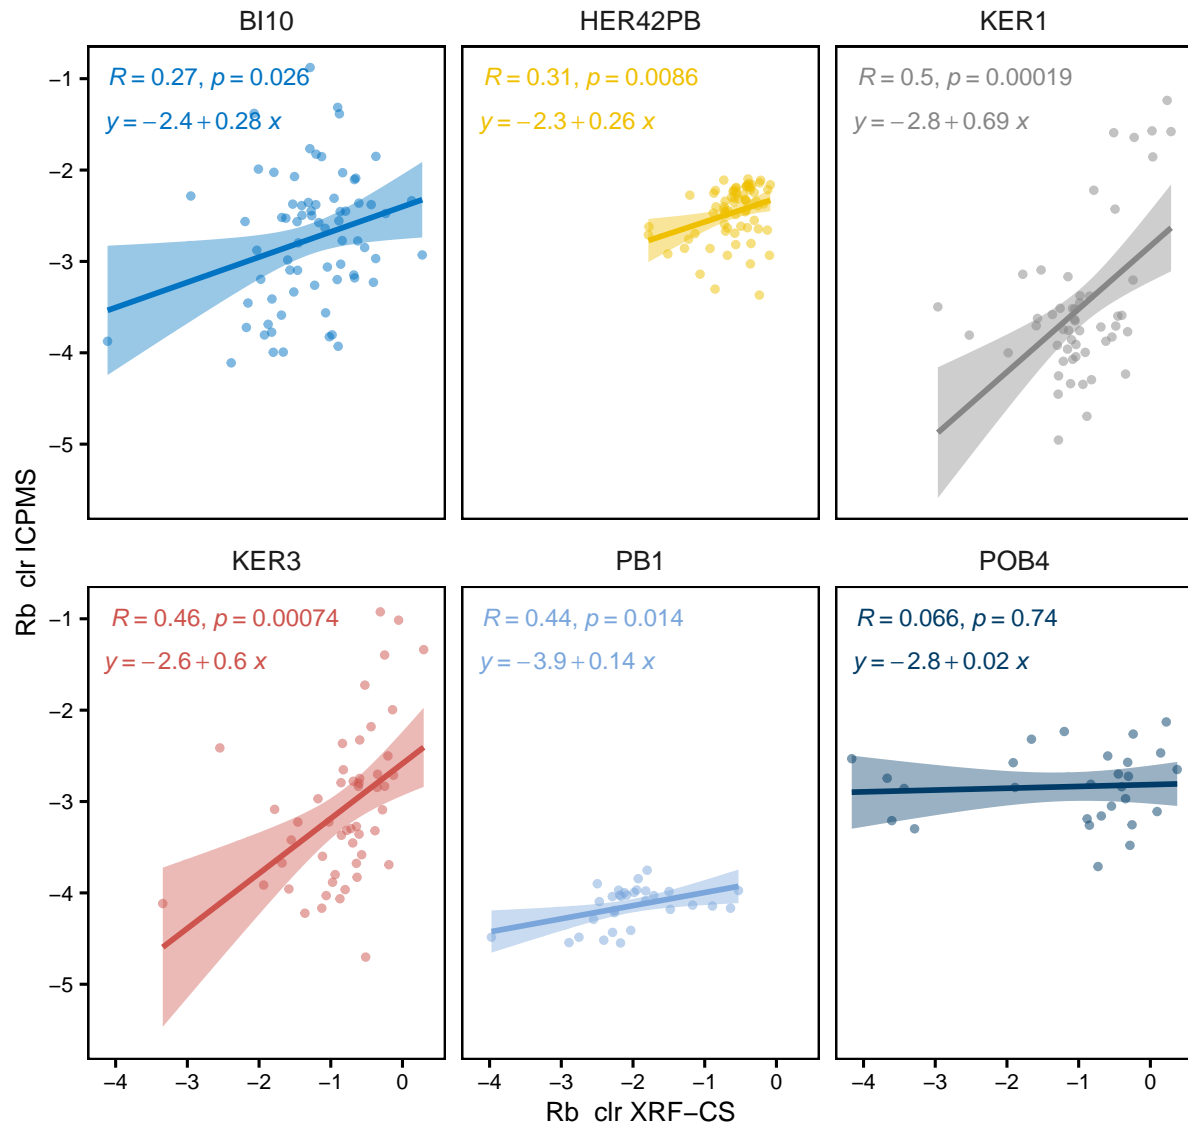 BI10 HER42PB KER1
R = 0.27, p = 0.026 R = 0.31, p = 0.0086 R = 0.5, p = 0.00019
y = −2.4 + 0.28 x y = −2.3 + 0.26 x y = −2.8 + 0.69 x
−1
−2
−3
−4
−5
Rb clr ICPMS
KER3 PB1 POB4
R = 0.46, p = 0.00074 R = 0.44, p = 0.014 R = 0.066, p = 0.74
y = −2.6 + 0.6 x y = −3.9 + 0.14 x y = −2.8 + 0.02 x
−1
−2
−3
−4
−5
−4 −3 −2 −1 0 −4 −3 −2 −1 0 −4 −3 −2 −1 0
Rb clr XRF−CS